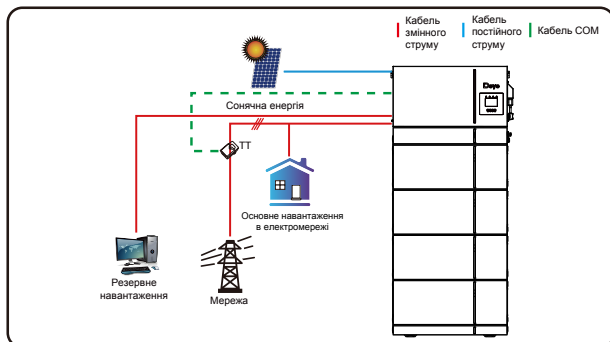 Кабель
змінного
струму
Кабель
постійного
струму
Кабель COM
Deye
Сонячна енергія
ТТ
Основне навантаження
в електромережі
Резервне
навантаження
Мережа